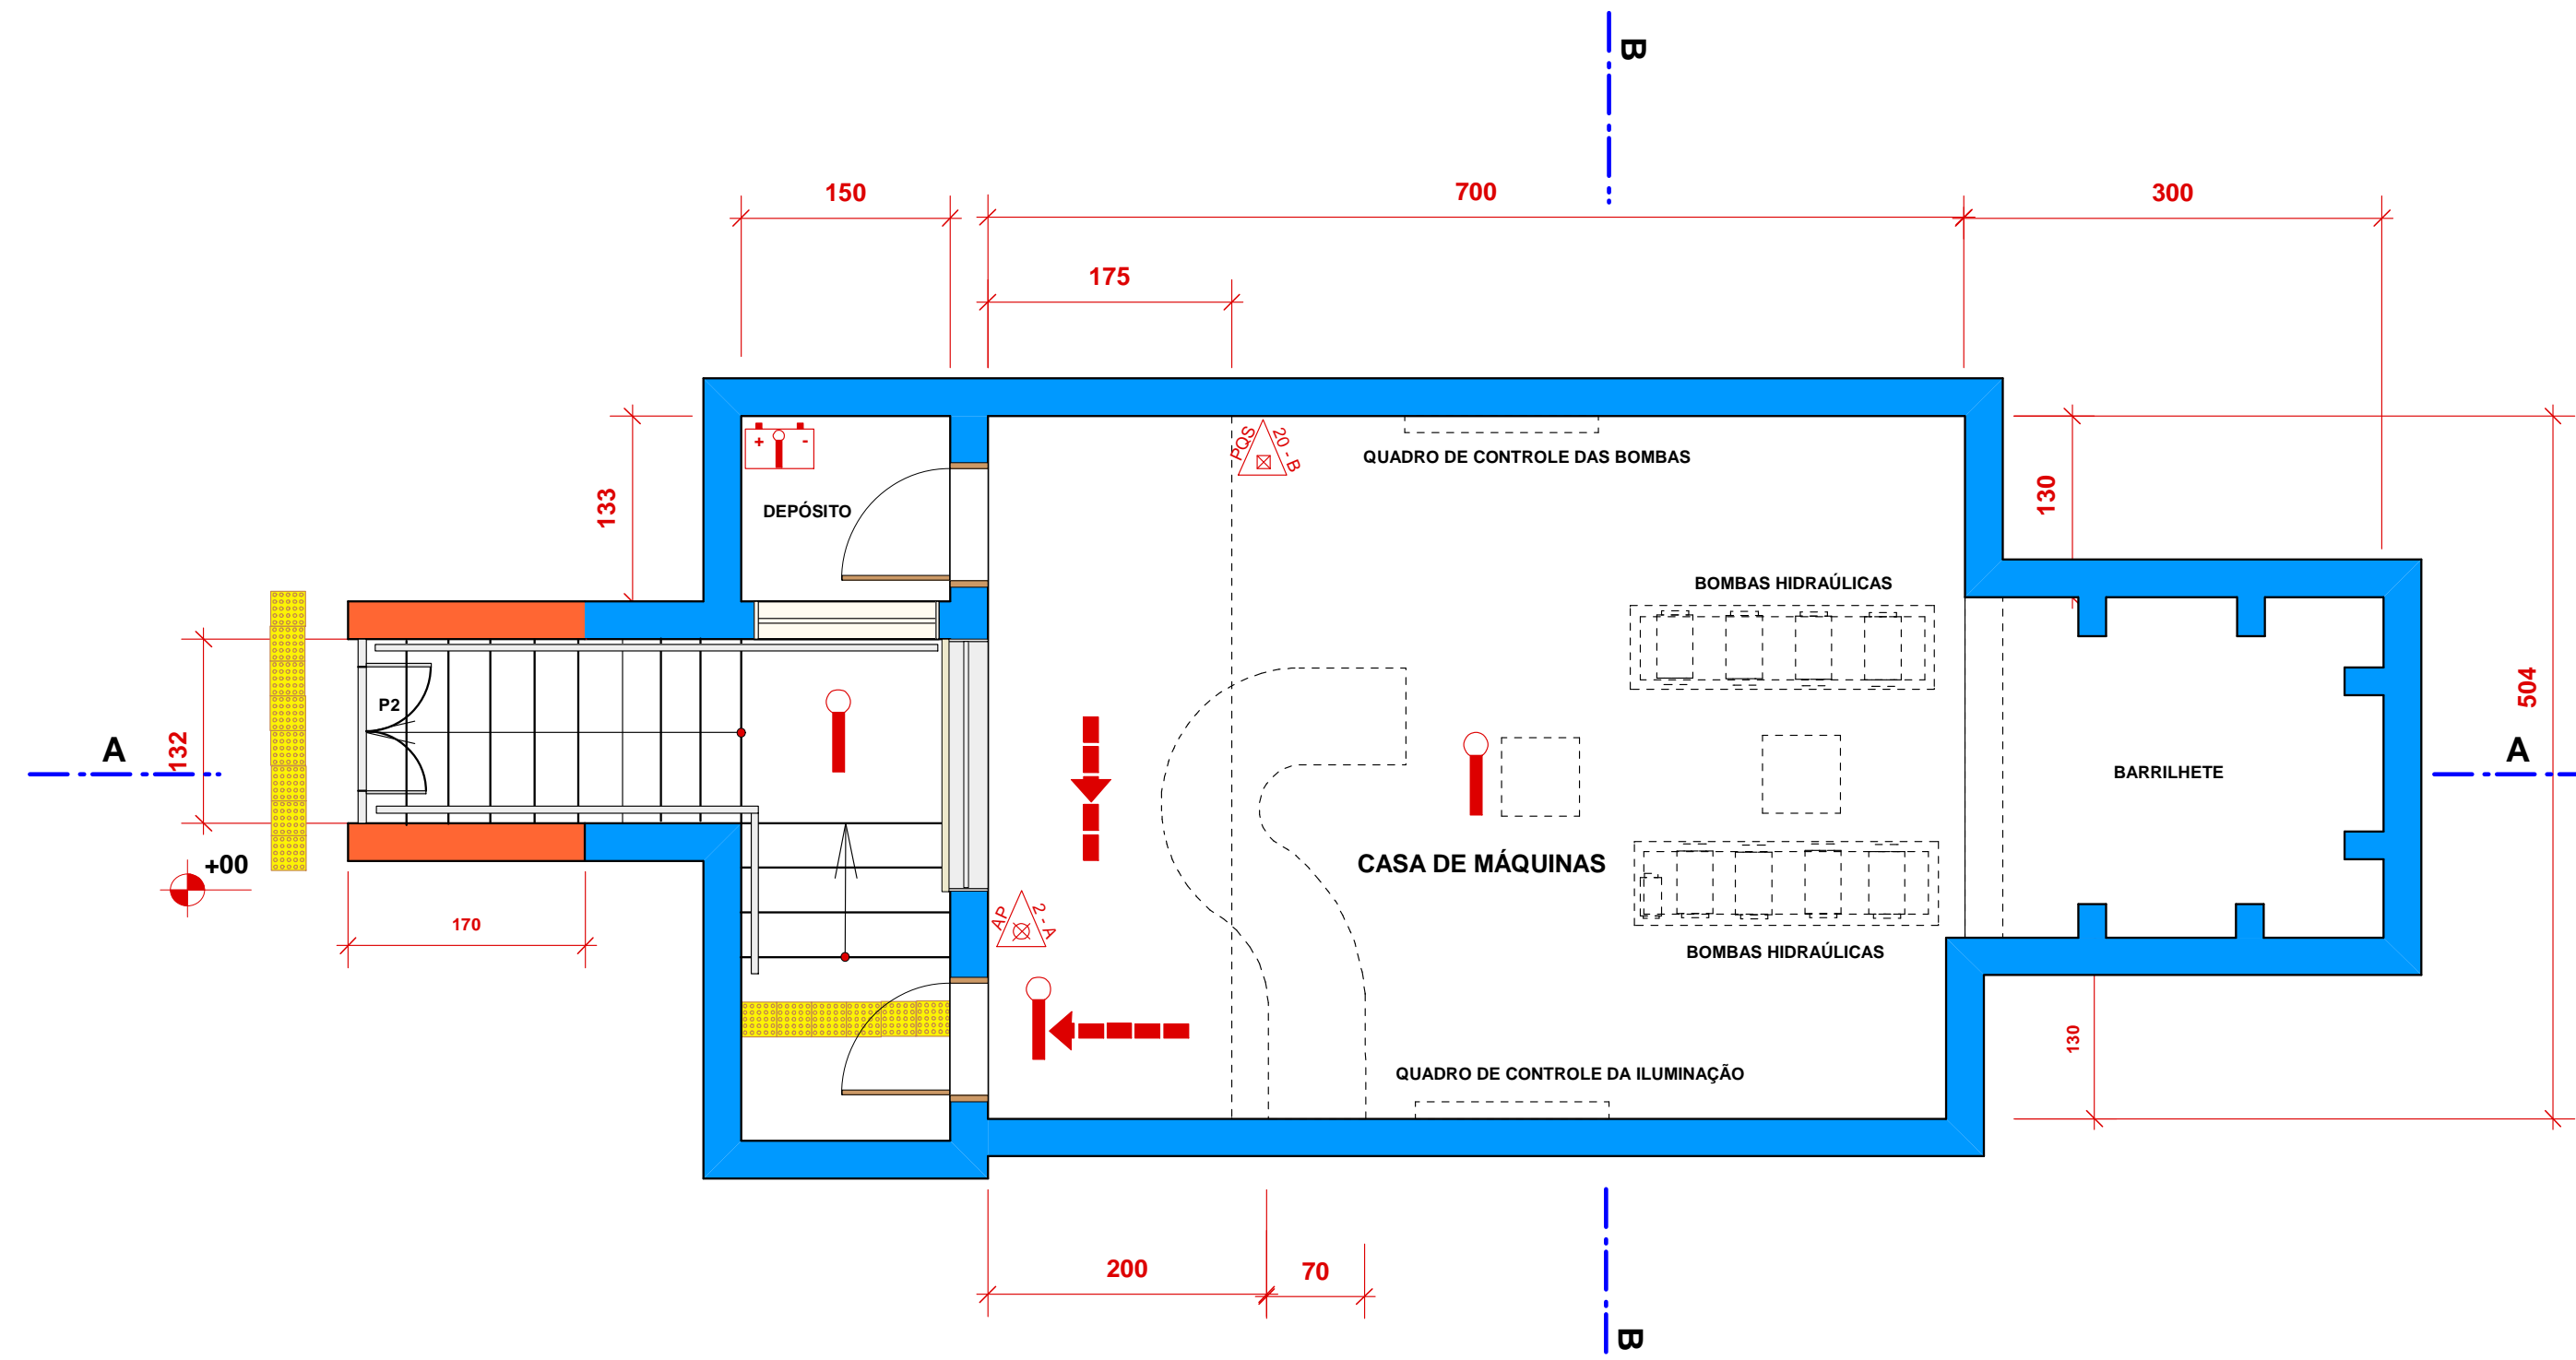 B
150
700
300
175
+ -
PQS
20 - B
QUADRO DE CONTROLE DAS BOMBAS
133
DEPÓSITO
130
BOMBAS HIDRAÚLICAS
504
P2
132
A
A
BARRILHETE
CASA DE MÁQUINAS
+00
170
AP
2 - A
BOMBAS HIDRAÚLICAS
130
QUADRO DE CONTROLE DA ILUMINAÇÃO
200
70
B